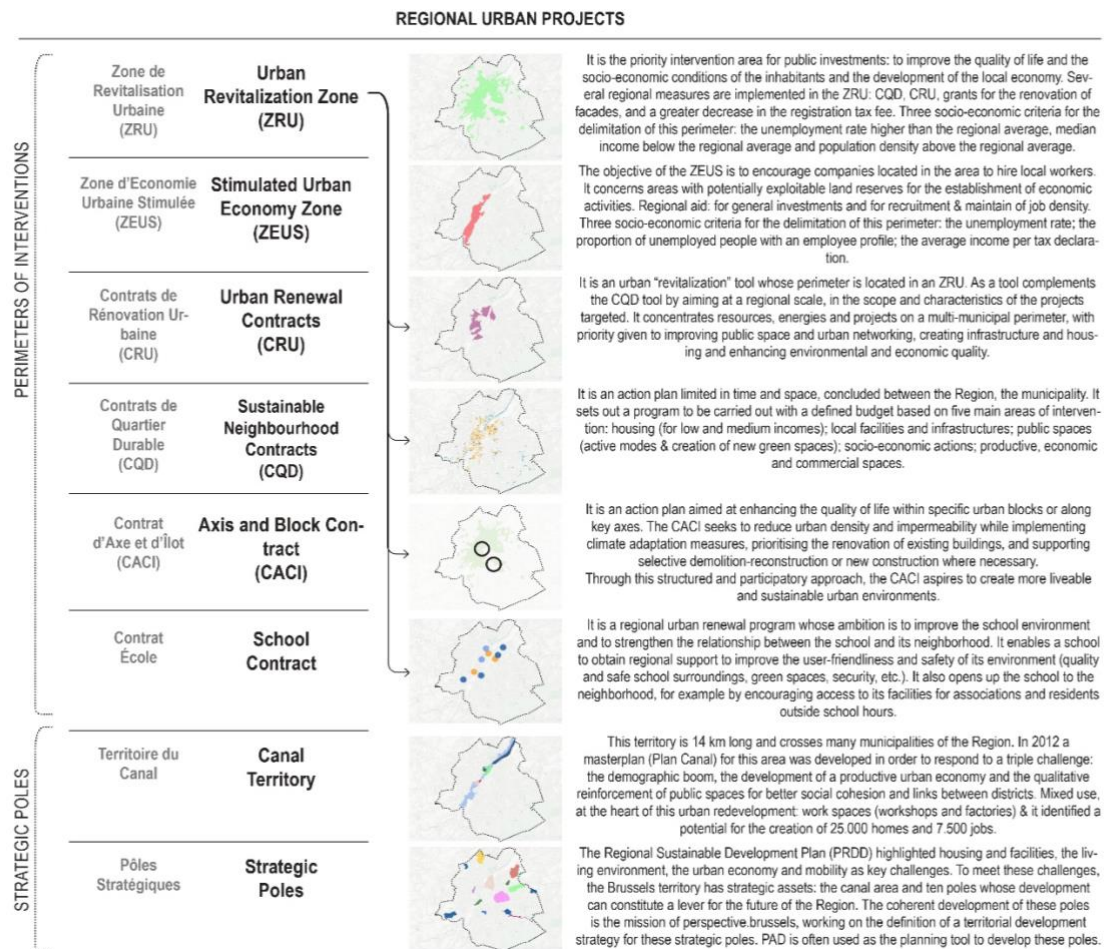 REGIONAL URBAN PROJECTS
PERIMETERS OF INTERVENTIONS
Zone de
Revitalisation
Urbaine
(ZRU)
Urban
Revitalization Zone
(ZRU)
It is the priority intervention area for public investments: to improve the quality of life and the
socio-economic conditions of the inhabitants and the development of the local economy. Sev-
eral regional measures are implemented in the ZRU: CQD, CRU, grants for the renovation of
facades, and a greater decrease in the registration tax fee. Three socio-economic criteria for the
delimitation of this perimeter: the unemployment rate higher than the regional average, median
income below the regional average and population density above the regional average.
Zone d'Economie
Urbaine Stimulée
(ZEUS)
Stimulated Urban
Economy Zone
(ZEUS)
The objective of the ZEUS is to encourage companies located in the area to hire local workers.
It concerns areas with potentially exploitable land reserves for the establishment of economic
activities. Regional aid: for general investments and for recruitment & maintain of job density.
Three socio-economic criteria for the delimitation of this perimeter: the unemployment rate; the
proportion of unemployed people with an employee profile; the average income per tax declara-
tion.
Contrats de
Rénovation Ur-
baine
(CRU)
Urban Renewal
Contracts
(CRU)
It is an urban “revitalization” tool whose perimeter is located in an ZRU. As a tool complements
the CQD tool by aiming at a regional scale, in the scope and characteristics of the projects
targeted. It concentrates resources, energies and projects on a multi-municipal perimeter, with
priority given to improving public space and urban networking, creating infrastructure and hous-
ing and enhancing environmental and economic quality.
Contrats de
Quartier
Durable
(CQD)
Sustainable
Neighbourhood
Contracts
(CQD)
It is an action plan limited in time and space, concluded between the Region, the municipality. It
sets out a program to be carried out with a defined budget based on five main areas of interven-
tion: housing (for low and medium incomes); local facilities and infrastructures; public spaces
(active modes & creation of new green spaces); socio-economic actions; productive, economic
and commercial spaces.
Contrat
d'Axe et d'Îlot
(CACI)
Axis and Block Con-
tract
(CACI)
It is an action plan aimed at enhancing the quality of life within specific urban blocks or along
key axes. The CACI seeks to reduce urban density and impermeability while implementing
climate adaptation measures, prioritising the renovation of existing buildings, and supporting
selective demolition-reconstruction or new construction where necessary.
Through this structured and participatory approach, the CACI aspires to create more liveable
and sustainable urban environments.
Contrat
École
School
Contract
It is a regional urban renewal program whose ambition is to improve the school environment
and to strengthen the relationship between the school and its neighborhood. It enables a school
to obtain regional support to improve the user-friendliness and safety of its environment (quality
and safe school surroundings, green spaces, security, etc.). It also opens up the school to the
neighborhood, for example by encouraging access to its facilities for associations and residents
outside school hours.
STRATEGIC POLES
Territoire du
Canal
Canal
Territory
This territory is 14 km long and crosses many municipalities of the Region. In 2012 a
masterplan (Plan Canal) for this area was developed in order to respond to a triple challenge:
the demographic boom, the development of a productive urban economy and the qualitative
reinforcement of public spaces for better social cohesion and links between districts. Mixed use,
at the heart of this urban redevelopment: work spaces (workshops and factories) & it identified a
potential for the creation of 25.000 homes and 7.500 jobs.
Pôles
Stratégiques
Strategic
Poles
The Regional Sustainable Development Plan (PRDD) highlighted housing and facilities, the liv-
ing environment, the urban economy and mobility as key challenges. To meet these challenges,
the Brussels territory has strategic assets: the canal area and ten poles whose development
can constitute a lever for the future of the Region. The coherent development of these poles
is the mission of perspective.brussels, working on the definition of a territorial development
strategy for these strategic poles. PAD is often used as the planning tool to develop these poles